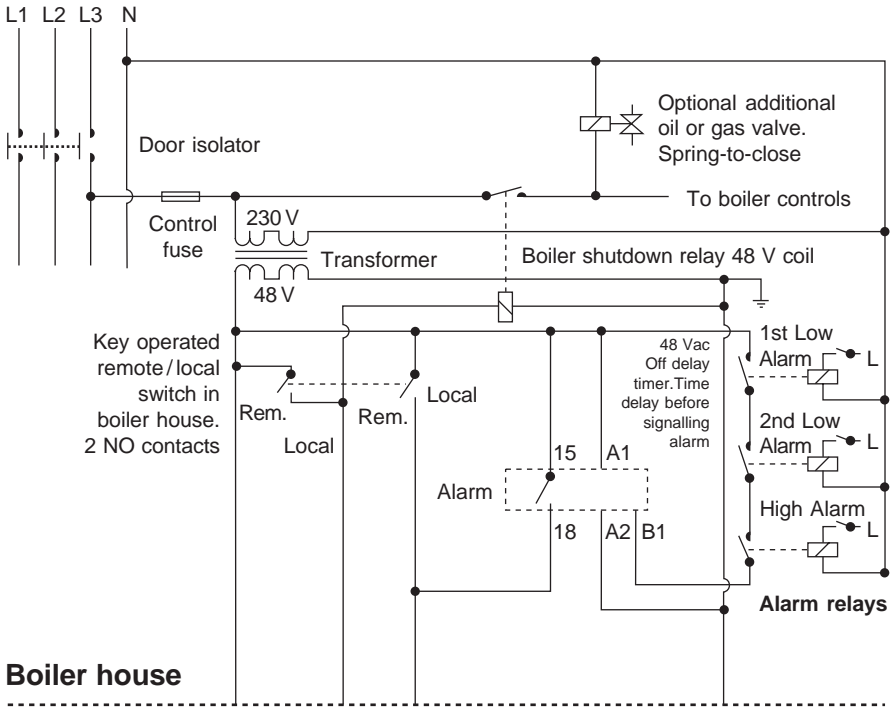 L1 L2 L3 N
Optional additional
oil or gas valve.
Spring-to-close
Door isolator
To boiler controls
Control
fuse
230 V
Transformer
48 V
Boiler shutdown relay 48 V coil
Key operated
remote/local
switch in
boiler house.
2 NO contacts
Rem.
Local
Rem.
Local
48 Vac
Off delay
timer.Time
delay before
signalling
alarm
1st Low
Alarm
L
2nd Low
Alarm
L
High Alarm
L
Alarm relays
15 A1
Alarm
18 A2 B1
Boiler house